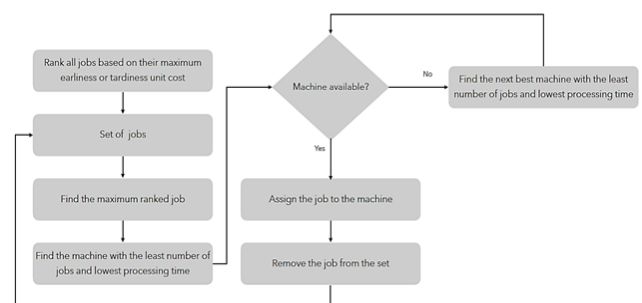 Rank all jobs based on their maximum
earliness or tardiness unit cost
Set of jobs
Find the maximum ranked job
Find the machine with the least number of
jobs and lowest processing time
Machine available?
No
Find the next best machine with the least
number of jobs and lowest processing time
Yes
Assign the job to the machine
Remove the job from the set